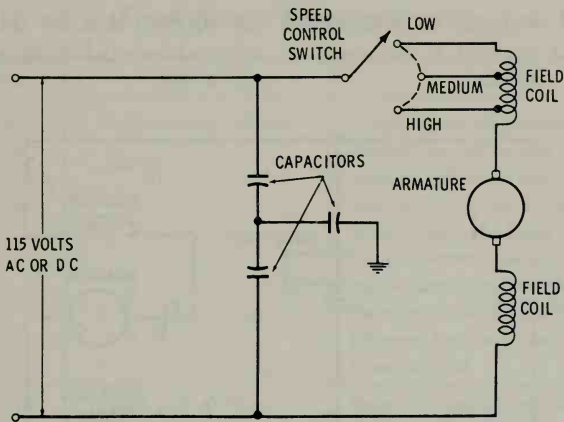 SPEED
CONTROL
SWITCH
LOW
MEDIUM
HIGH
FIELD
COIL
CAPACITORS
ARMATURE
115 VOLTS
AC OR DC
FIELD
COIL